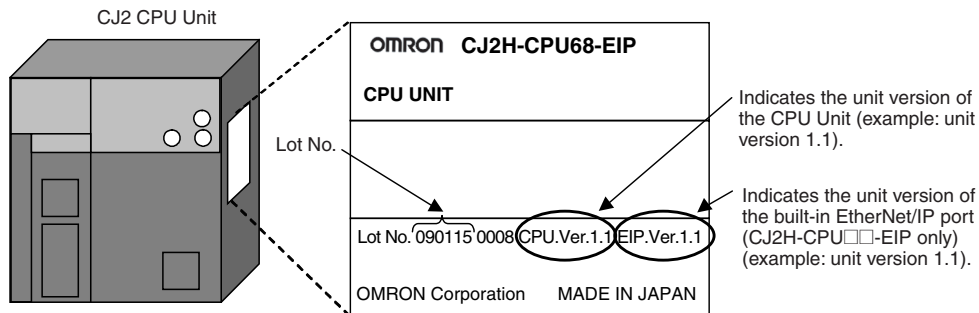 CJ2 CPU Unit
OMRON CJ2H-CPU68-EIP
CPU UNIT
Lot No.
Lot No. 090115 0008 CPU.Ver.1.1 EIP.Ver.1.1
OMRON Corporation MADE IN JAPAN
Indicates the unit version of
the CPU Unit (example: unit
version 1.1).
Indicates the unit version of
the built-in EtherNet/IP port
(CJ2H-CPU□□-EIP only)
(example: unit version 1.1).